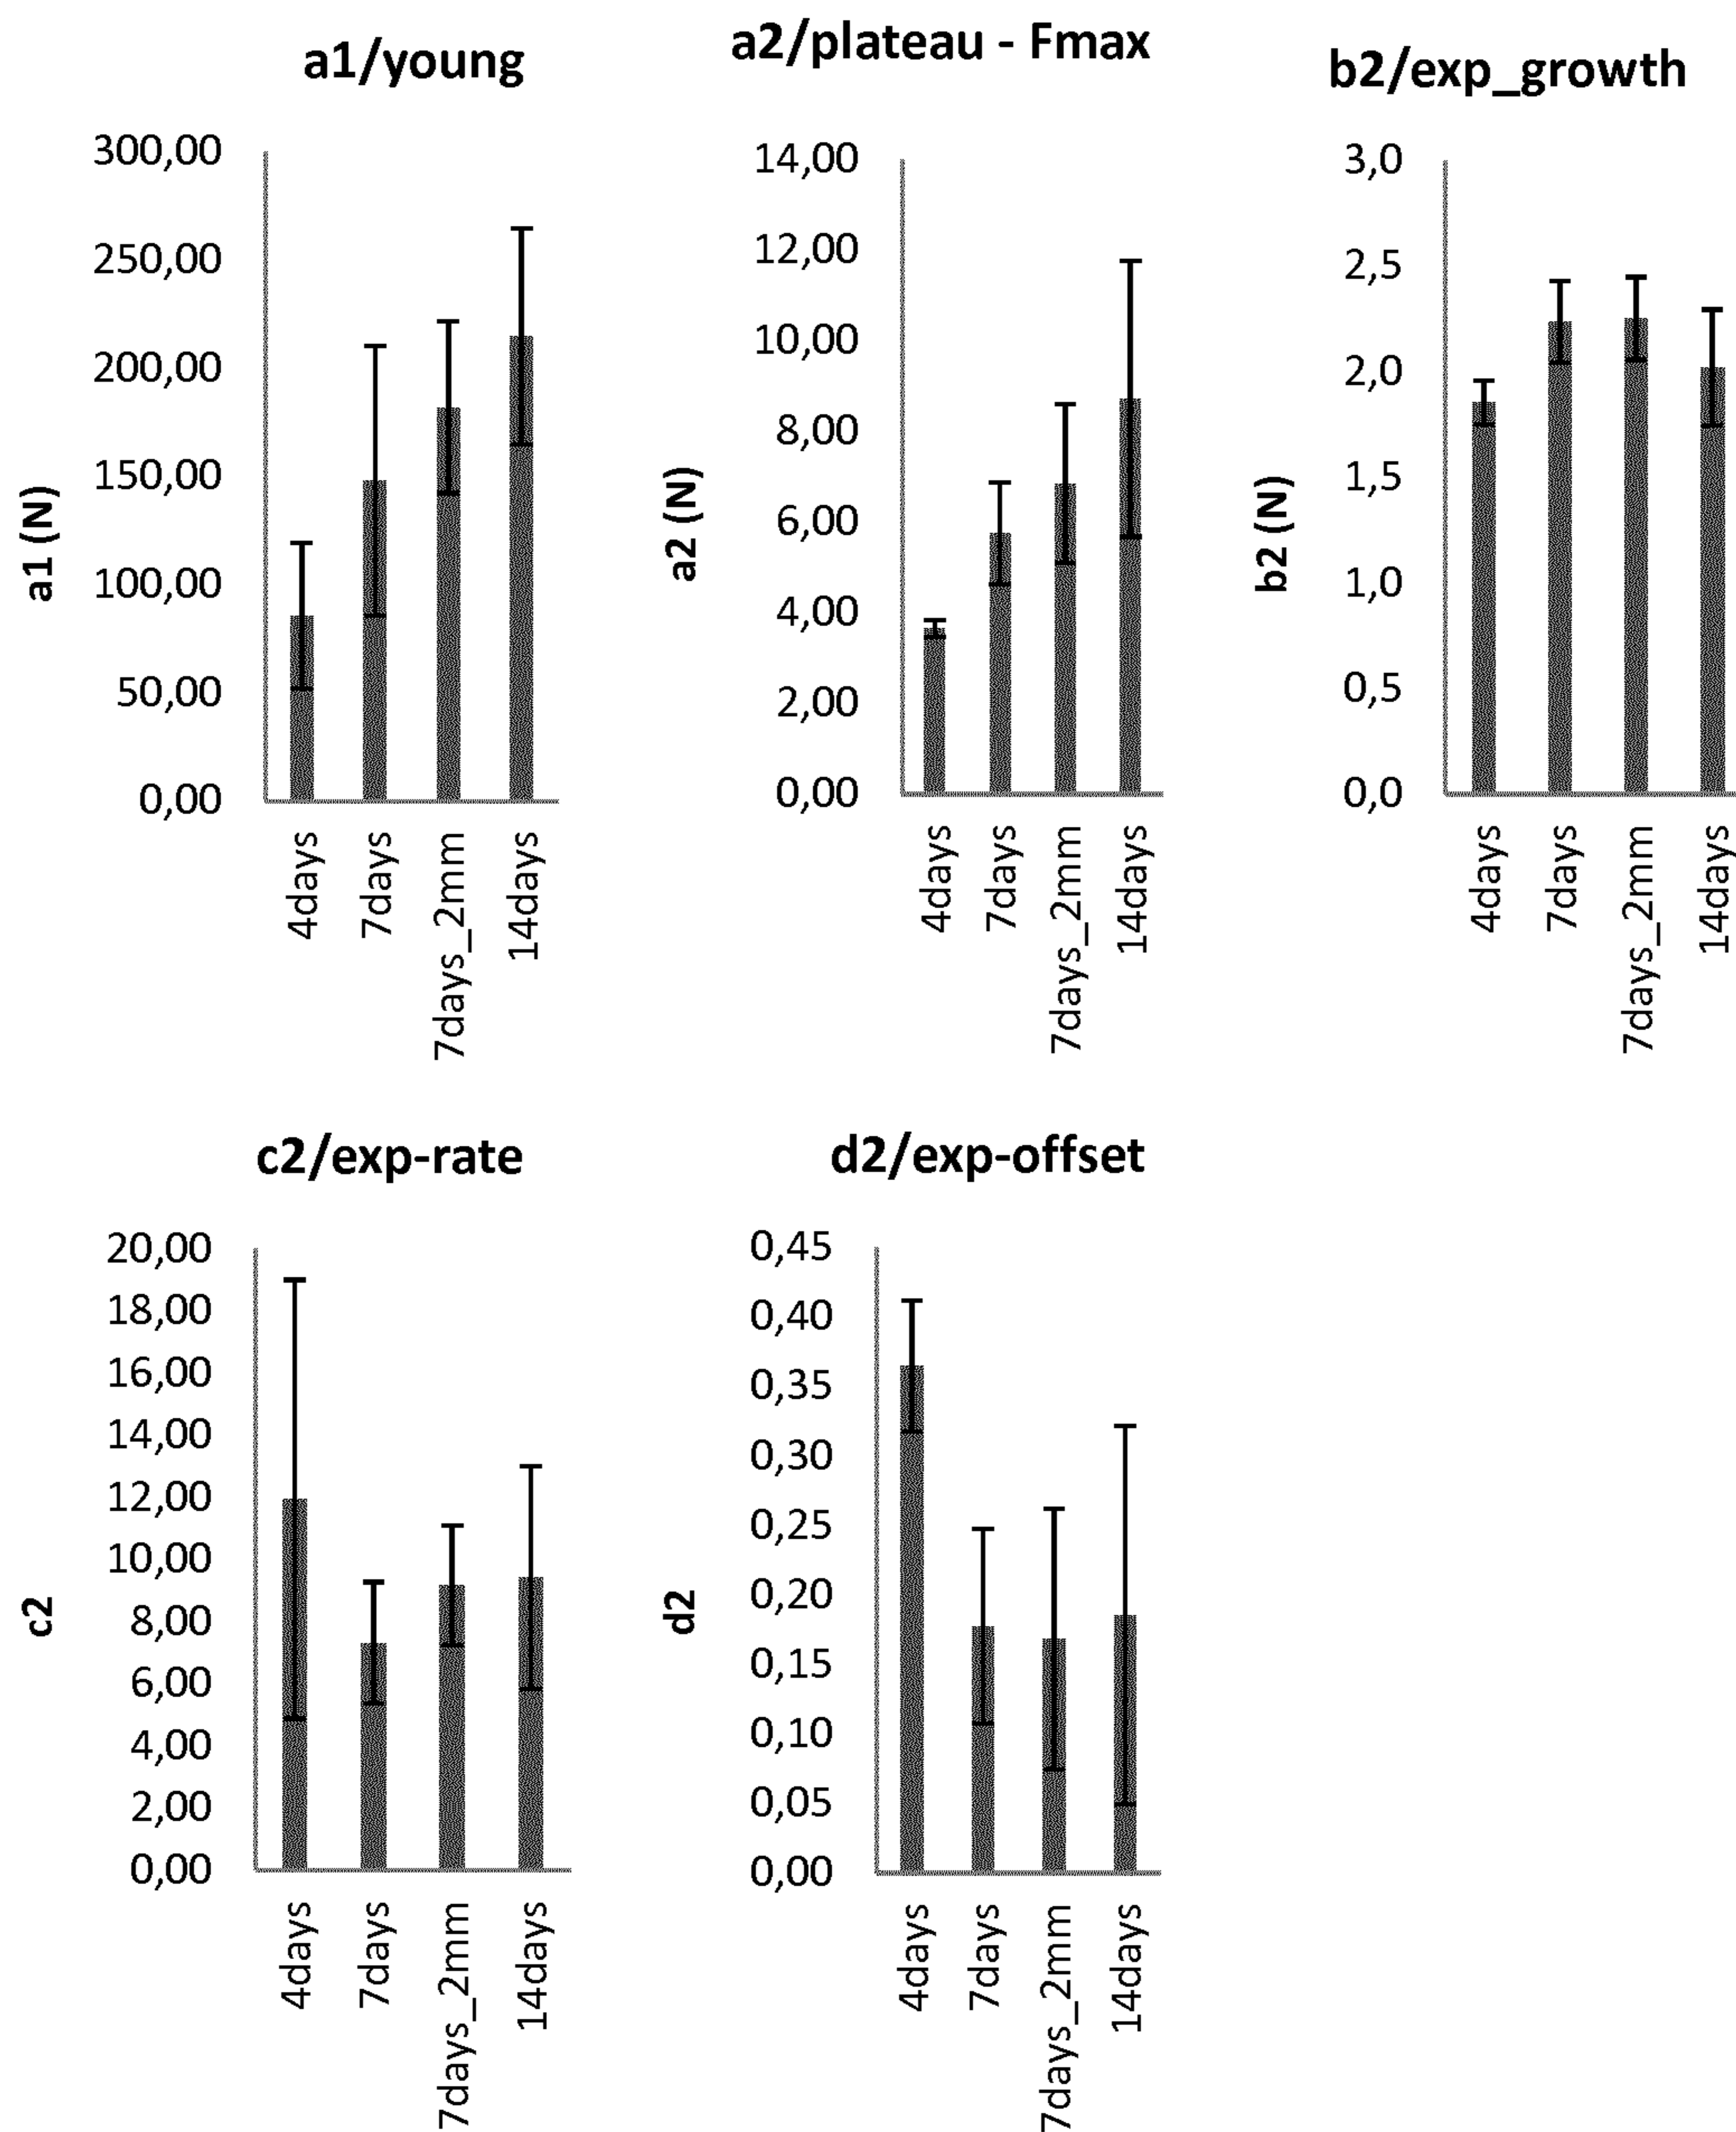 a1/young
300,00
250,00
200,00
150,00
100,00
50,00
0,00
a1 (N)
4days
7days
7days_2mm
14days
a2/plateau - Fmax
14,00
12,00
10,00
8,00
6,00
4,00
2,00
0,00
a2 (N)
4days
7days
7days_2mm
14days
b2/exp_growth
3,0
2,5
2,0
1,5
1,0
0,5
0,0
b2 (N)
4days
7days
7days_2mm
14days
c2/exp-rate
20,00
18,00
16,00
14,00
12,00
10,00
8,00
6,00
4,00
2,00
0,00
c2
4days
7days
7days_2mm
14days
d2/exp-offset
0,45
0,40
0,35
0,30
0,25
0,20
0,15
0,10
0,05
0,00
d2
4days
7days
7days_2mm
14days